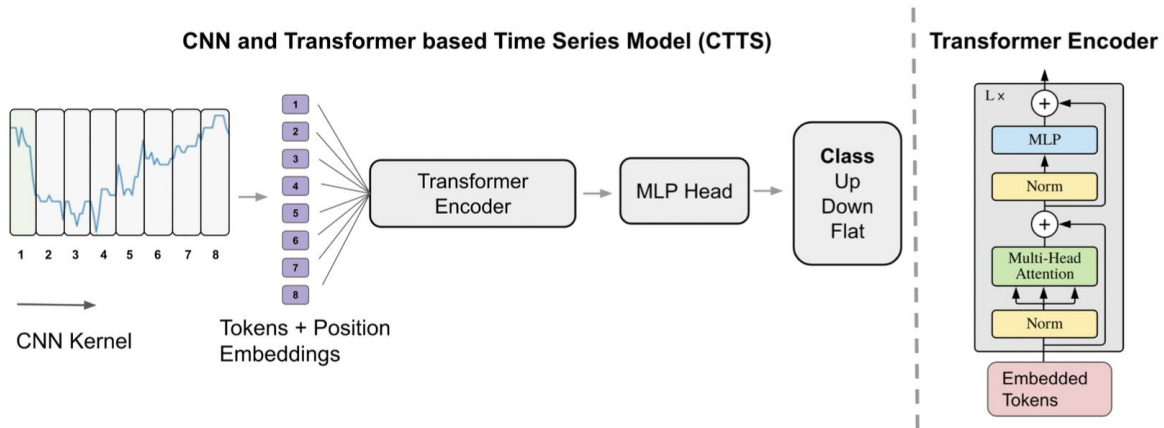 CNN and Transformer based Time Series Model (CTTS)
1 2 3 4 5 6 7 8
CNN Kernel
1
2
3
4
5
6
7
8
Tokens + Position
Embeddings
Transformer
Encoder
MLP Head
Class
Up
Down
Flat
Transformer Encoder
L ×
+
MLP
Norm
+
Multi-Head
Attention
Norm
Embedded
Tokens